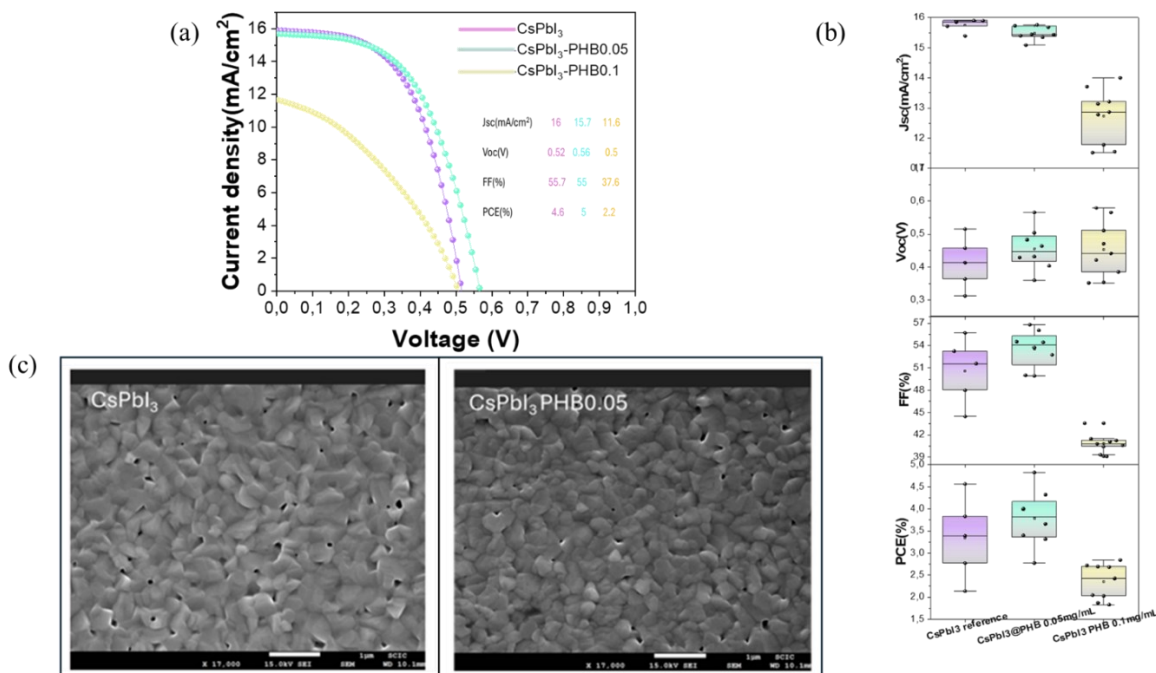 (a)
CsPbI₃
CsPbI₃-PHB0.05
CsPbI₃-PHB0.1
Current density(mA/cm²)
16
14
12
10
8
6
4
2
0
Jsc(mA/cm²) 16 15.7 11.6
Voc(V) 0.52 0.56 0.5
FF(%) 55.7 55 37.6
PCE(%) 4.6 5 2.2
0,0 0,1 0,2 0,3 0,4 0,5 0,6 0,7 0,8 0,9 1,0
Voltage (V)
(b)
Jsc(mA/cm²)
16
15
14
13
12
Voc(V)
0,6
0,5
0,4
0,3
FF(%)
57
54
51
48
45
42
39
PCE(%)
5,0
4,5
4,0
3,5
3,0
2,5
2,0
1,5
CsPbI3 reference
CsPbI3@PHB 0.05mg/mL
CsPbI3 PHB 0.1mg/mL
(c)
CsPbI₃
X 17,000 15.0kV SEI 1μm SEM SCIC WD 10.1mm
CsPbI₃ PHB0.05
X 17,000 15.0kV SEI 1μm SEM SCIC WD 10.1mm